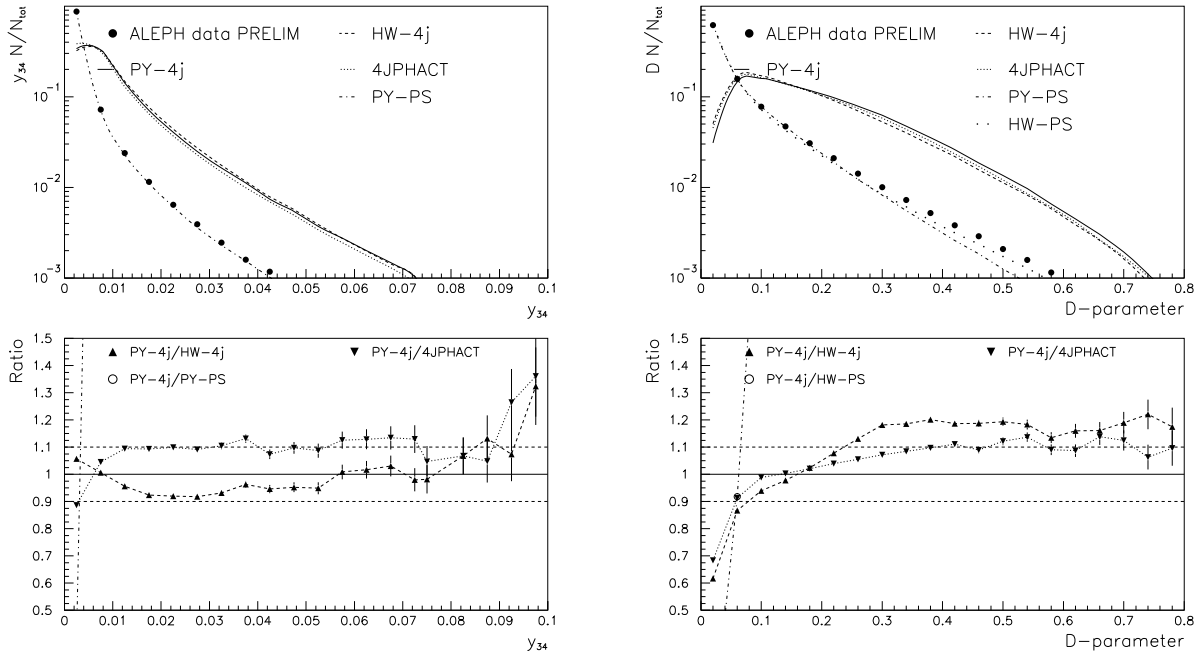 y34 N/Ntot
ALEPH data PRELIM
HW-4j
PY-4j
4JPHACT
PY-PS
10⁻¹
10⁻²
10⁻³
0 0.01 0.02 0.03 0.04 0.05 0.06 0.07 0.08 0.09 0.1
y34
D N/Ntot
ALEPH data PRELIM
HW-4j
PY-4j
4JPHACT
PY-PS
HW-PS
10⁻¹
10⁻²
10⁻³
0 0.1 0.2 0.3 0.4 0.5 0.6 0.7 0.8
D-parameter
Ratio
PY-4j/HW-4j
PY-4j/4JPHACT
PY-4j/PY-PS
1.5
1.4
1.3
1.2
1.1
1
0.9
0.8
0.7
0.6
0.5
0 0.01 0.02 0.03 0.04 0.05 0.06 0.07 0.08 0.09 0.1
y34
Ratio
PY-4j/HW-4j
PY-4j/4JPHACT
PY-4j/HW-PS
1.5
1.4
1.3
1.2
1.1
1
0.9
0.8
0.7
0.6
0.5
0 0.1 0.2 0.3 0.4 0.5 0.6 0.7 0.8
D-parameter